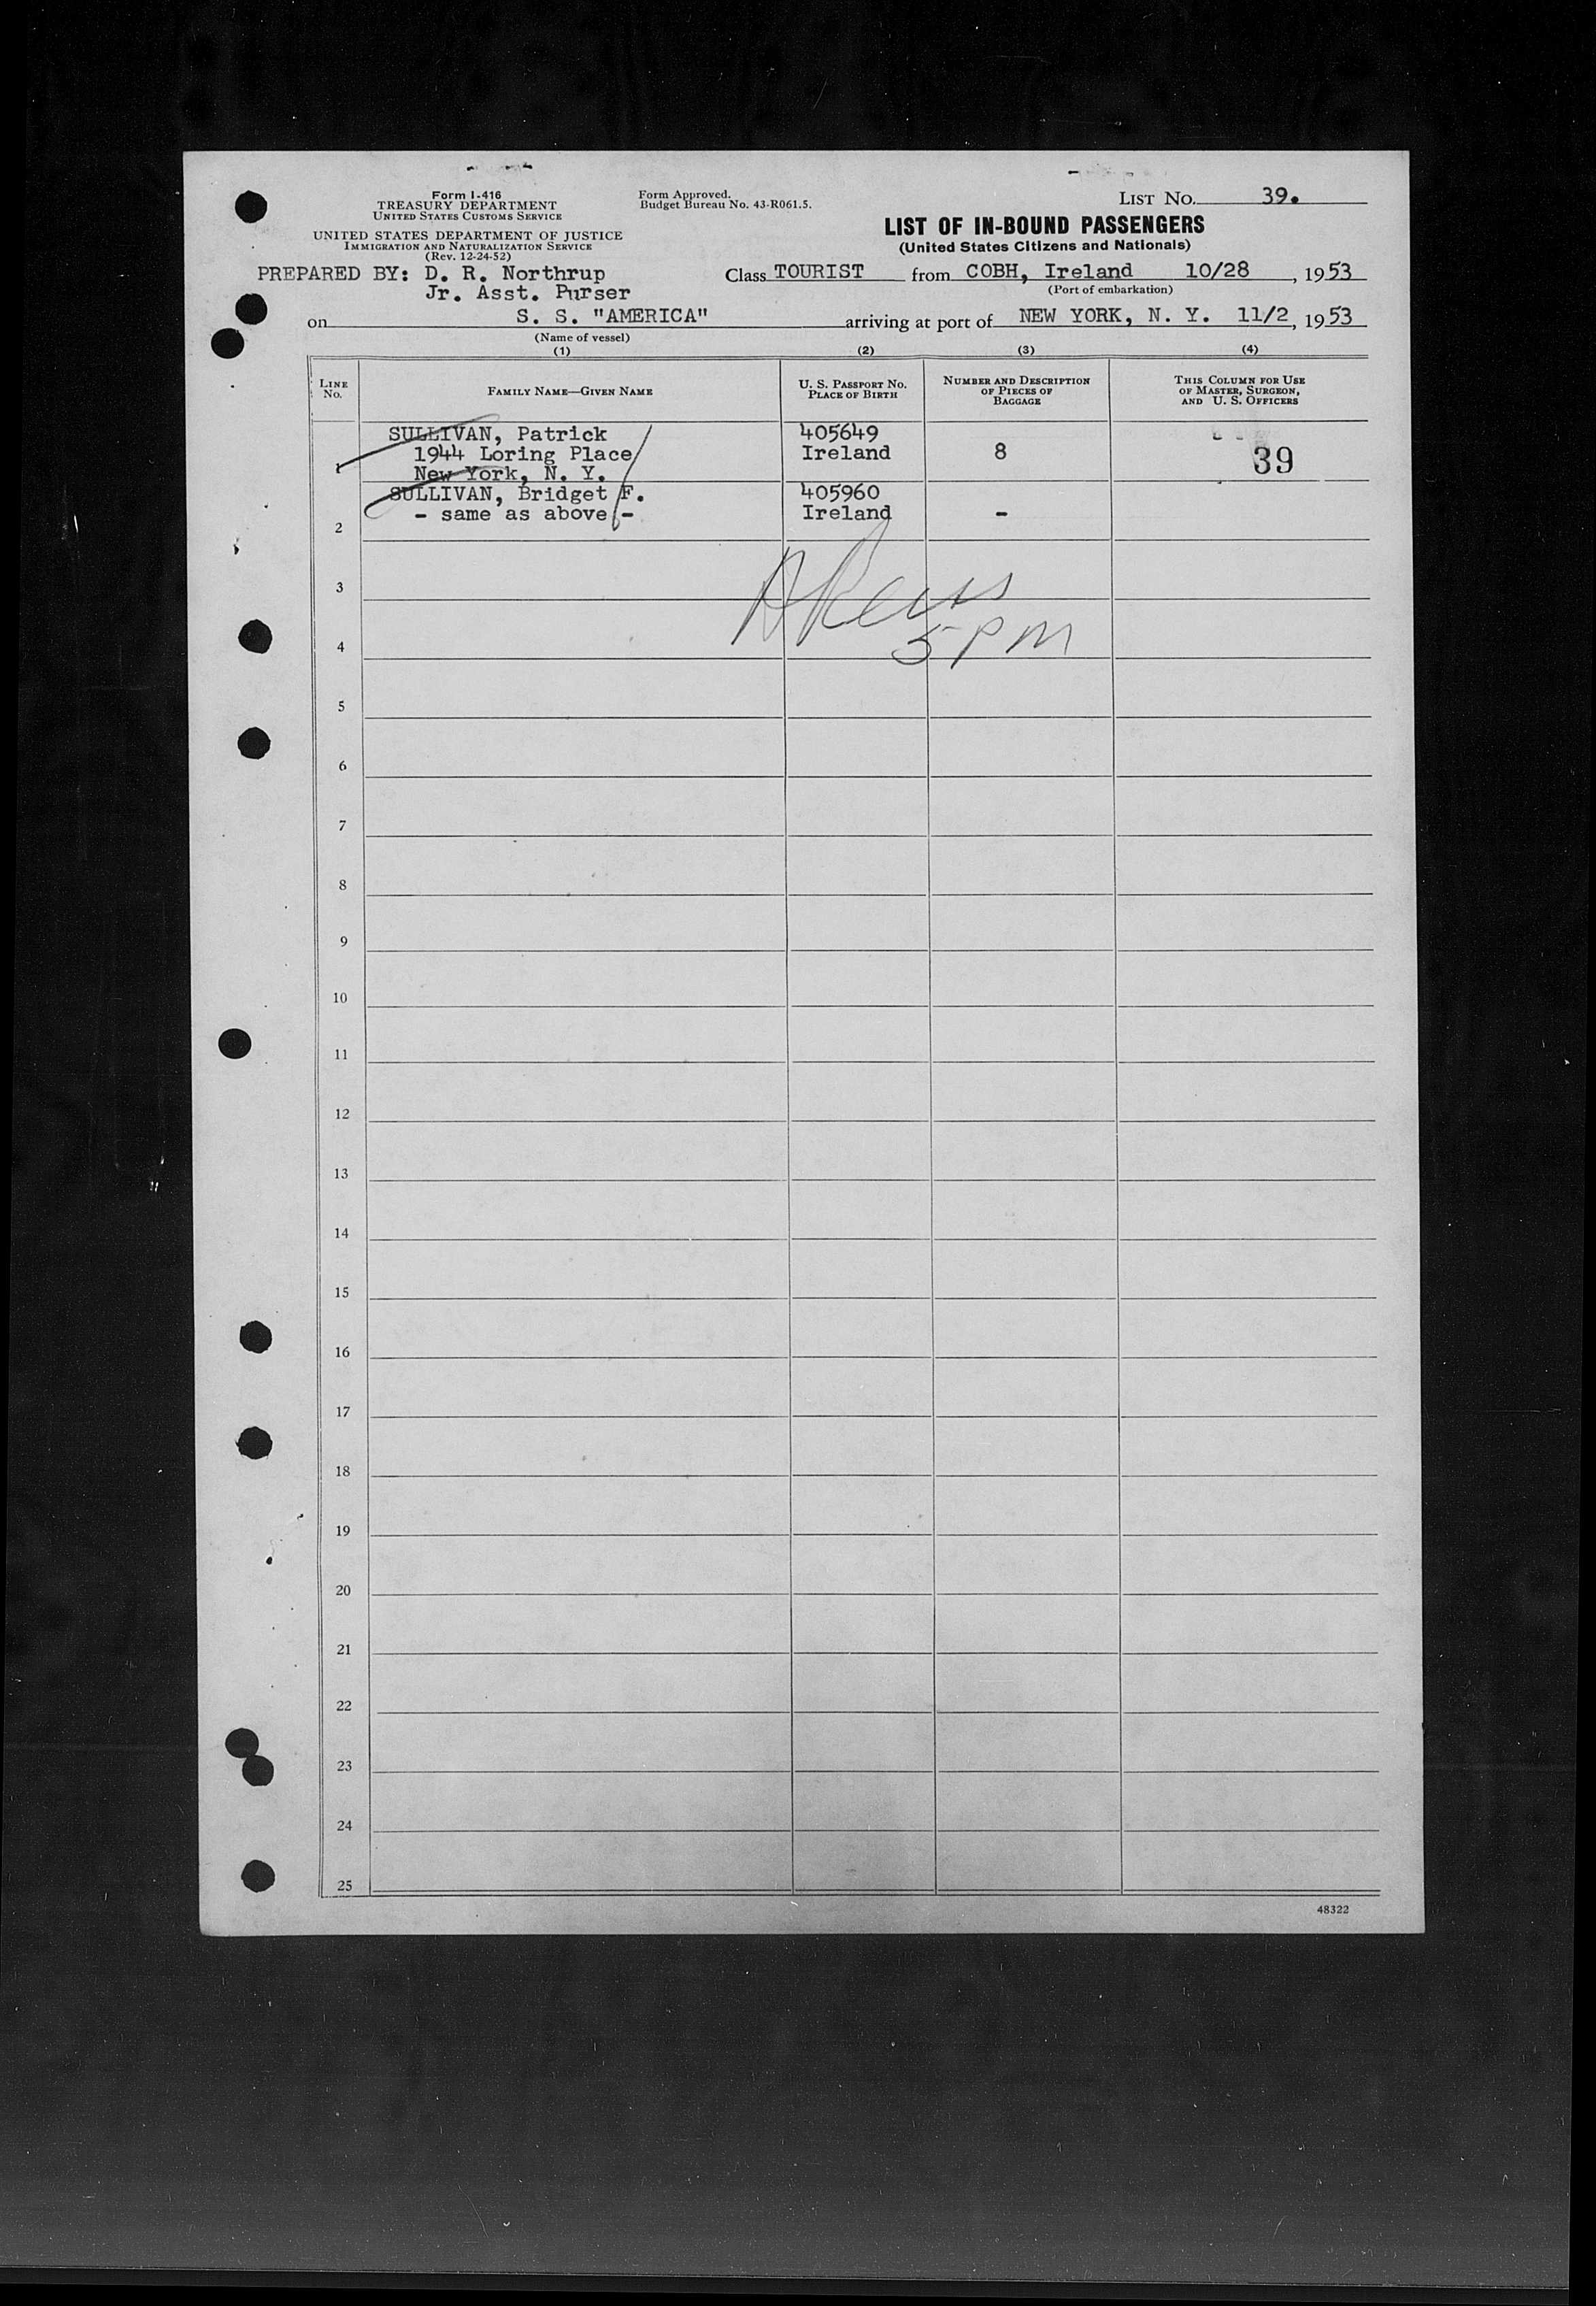 Form I-416
TREASURY DEPARTMENT
UNITED STATES CUSTOMS SERVICE
UNITED STATES DEPARTMENT OF JUSTICE
IMMIGRATION AND NATURALIZATION SERVICE
(Rev. 12-24-52)
Form Approved.
Budget Bureau No. 43-R061.5.
LIST NO. 39.
LIST OF IN-BOUND PASSENGERS
(United States Citizens and Nationals)
PREPARED BY: D. R. Northrup
Jr. Asst. Purser
Class TOURIST from COBH, Ireland 10/28, 1953
(Port of embarkation)
on S. S. "AMERICA" arriving at port of NEW YORK, N. Y. 11/2, 1953
(Name of vessel)
(1) (2) (3) (4)
LINE NO.
FAMILY NAME—GIVEN NAME
U. S. PASSPORT NO.
PLACE OF BIRTH
NUMBER AND DESCRIPTION
OF PIECES OF
BAGGAGE
THIS COLUMN FOR USE
OF MASTER, SURGEON,
AND U. S. OFFICERS
SULLIVAN, Patrick 405649
1 1944 Loring Place Ireland 8 39
New York, N. Y.
SULLIVAN, Bridget F. 405960
2 - same as above - Ireland -
3
5 PM
4
5
6
7
8
9
10
11
12
13
14
15
16
17
18
19
20
21
22
23
24
25
48322